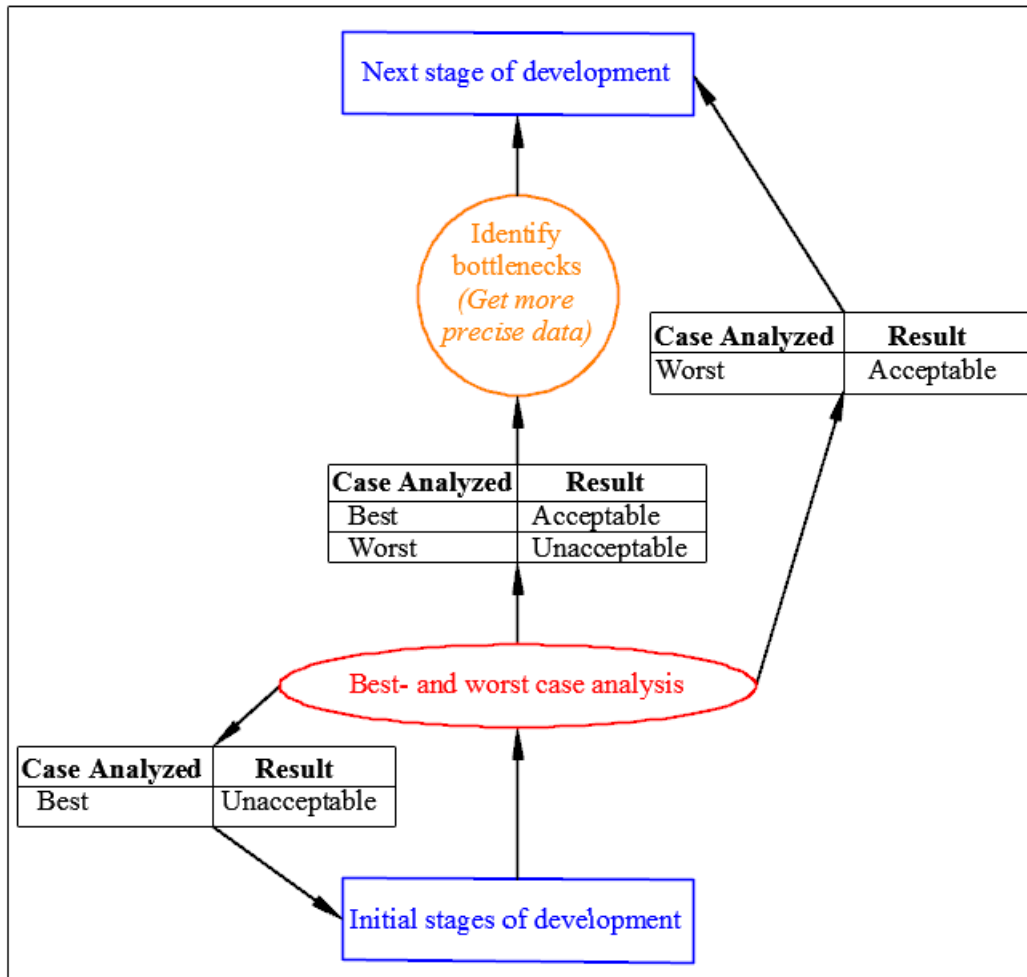 Next stage of development
Identify
bottlenecks
(Get more
precise data)
Case Analyzed Result
Worst Acceptable
Case Analyzed Result
Best Acceptable
Worst Unacceptable
Best- and worst case analysis
Case Analyzed Result
Best Unacceptable
Initial stages of development